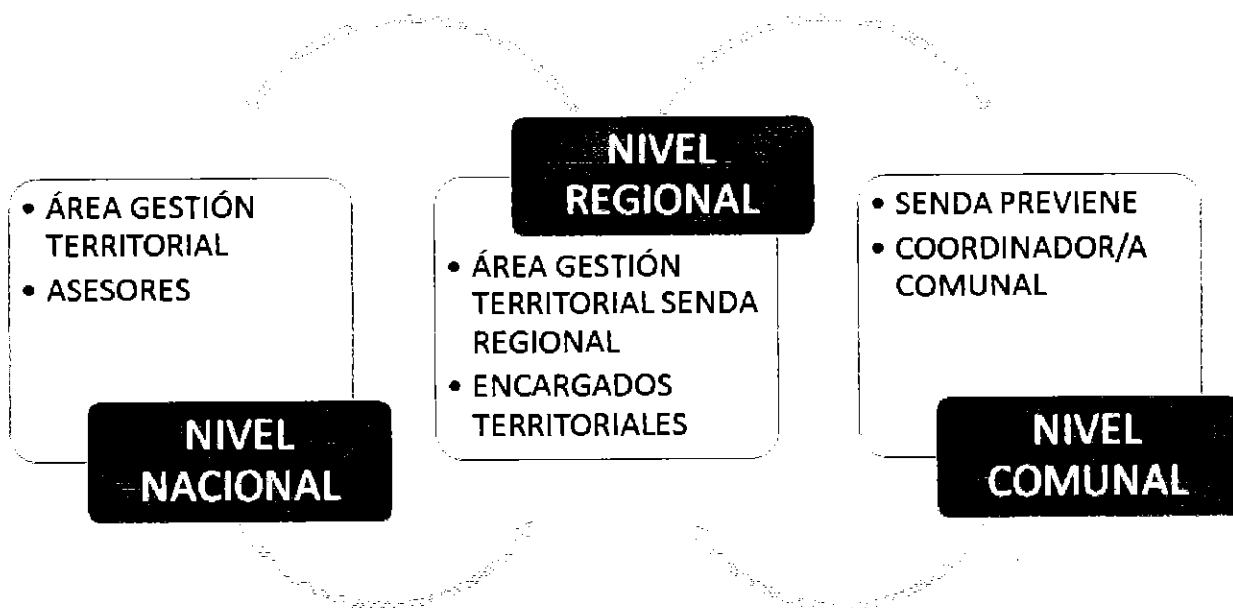 • ÁREA GESTIÓN
TERRITORIAL
• ASESORES
NIVEL
NACIONAL
NIVEL
REGIONAL
• ÁREA GESTIÓN
TERRITORIAL SENDA
REGIONAL
• ENCARGADOS
TERRITORIALES
• SENDA PREVIENE
• COORDINADOR/A
COMUNAL
NIVEL
COMUNAL